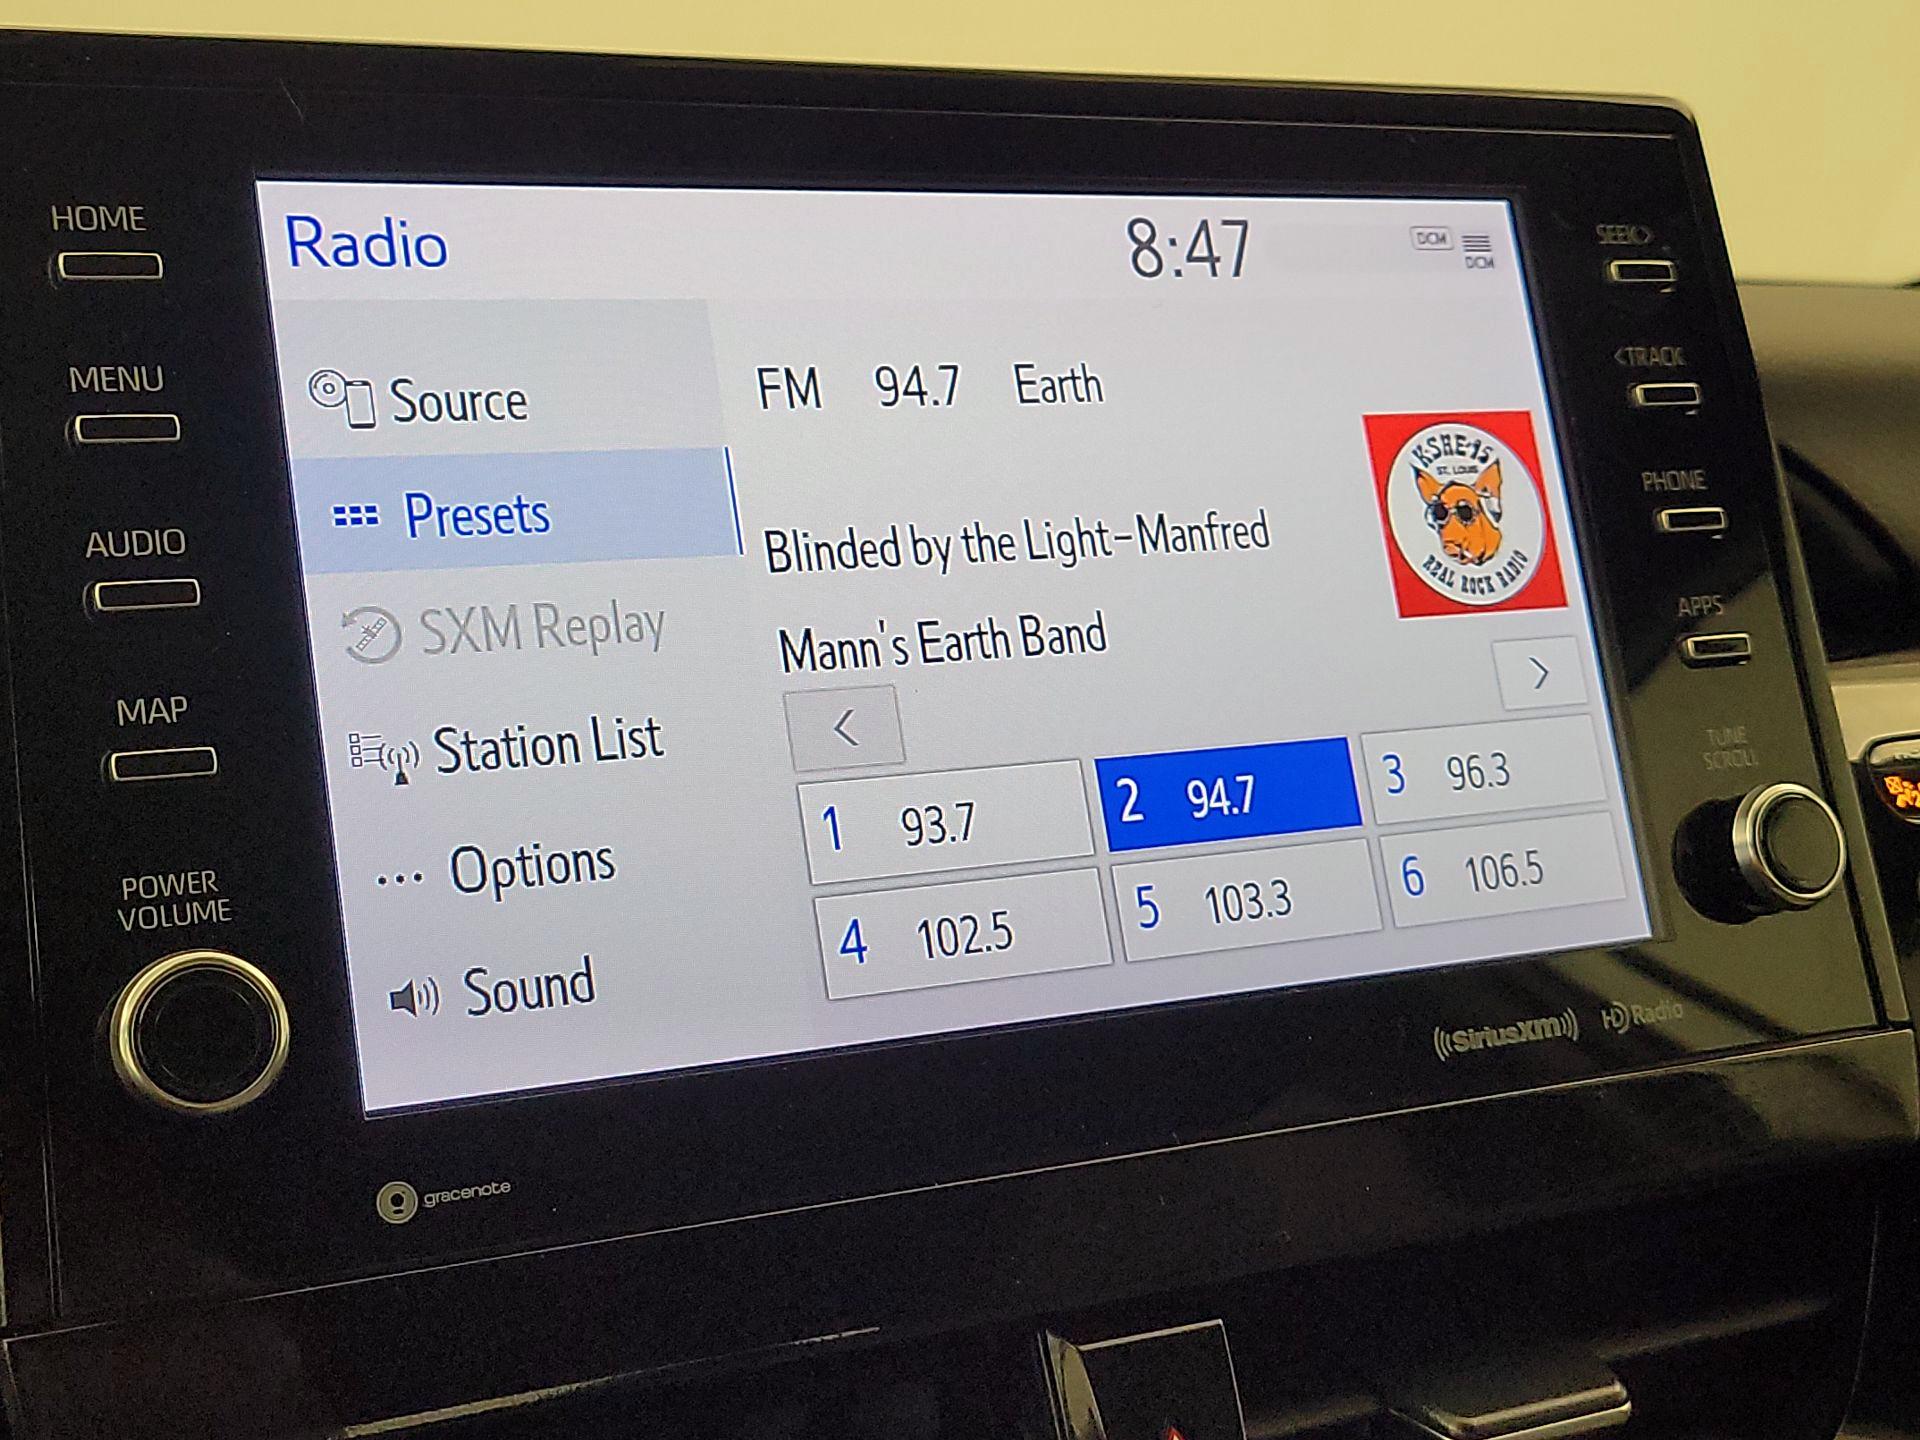 HOME
MENU
AUDIO
MAP
POWER
VOLUME
Radio
8:47
DCM
DCM
Source
Presets
SXM Replay
Station List
Options
Sound
FM 94.7 Earth
Blinded by the Light-Manfred
Mann's Earth Band
K-SHE-95
ST. LOUIS
REAL ROCK RADIO
<
>
1 93.7
2 94.7
3 96.3
4 102.5
5 103.3
6 106.5
SEEK>
<TRACK
PHONE
APPS
TUNE
SCROLL
((SiriusXM))
HD Radio
gracenote